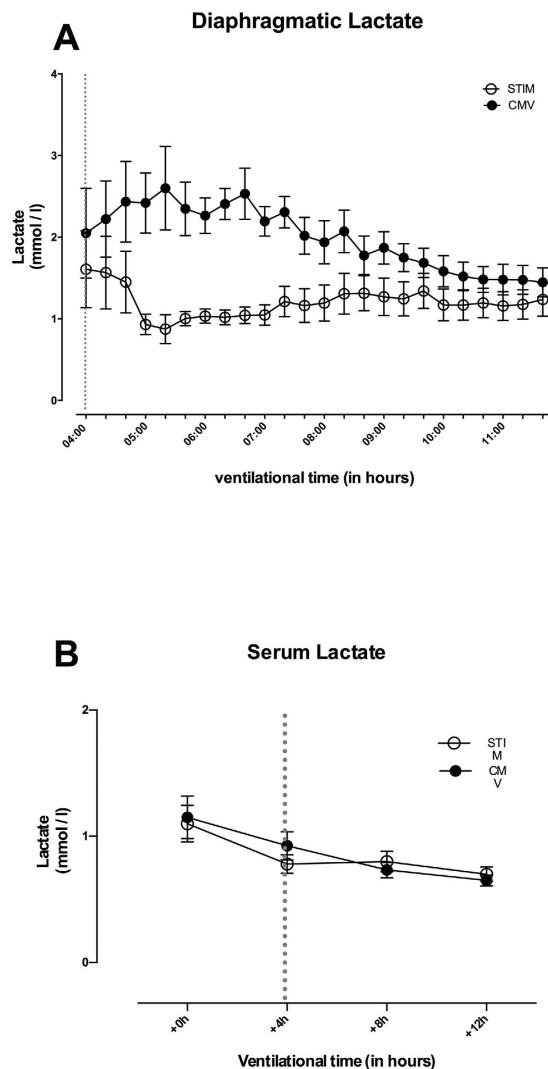 A
Diaphragmatic Lactate
4
3
2
1
0
Lactate
(mmol / l)
STIM
CMV
04:00
05:00
06:00
07:00
08:00
09:00
10:00
11:00
ventilational time (in hours)
B
Serum Lactate
2
1
0
Lactate
(mmol / l)
STI
M
CM
V
+0h
+4h
+8h
+12h
Ventilational time (in hours)